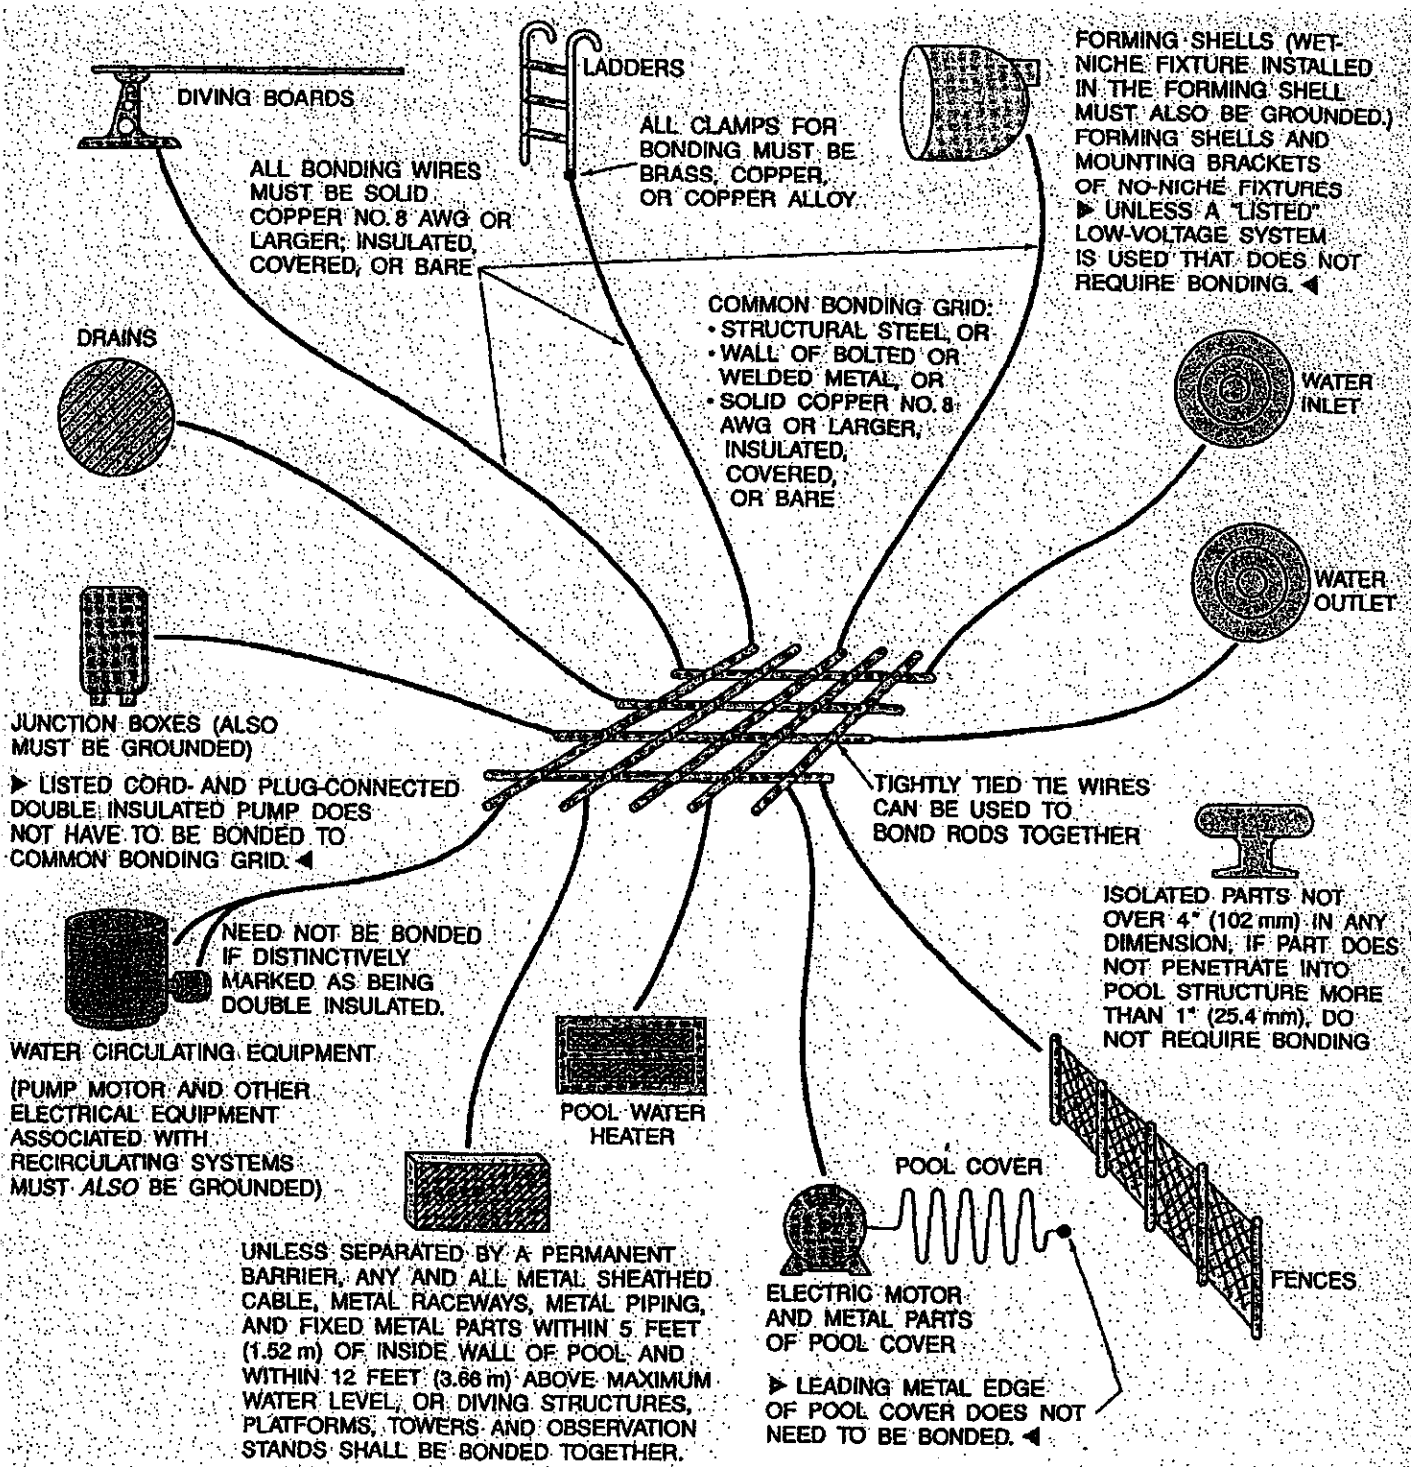 DIVING BOARDS
LADDERS
ALL CLAMPS FOR
BONDING MUST BE
BRASS, COPPER,
OR COPPER ALLOY
FORMING SHELLS (WET-
NICHE FIXTURE INSTALLED
IN THE FORMING SHELL
MUST ALSO BE GROUNDED.)
FORMING SHELLS AND
MOUNTING BRACKETS
OF NO-NICHE FIXTURES
▶ UNLESS A "LISTED"
LOW-VOLTAGE SYSTEM
IS USED THAT DOES NOT
REQUIRE BONDING. ◀
ALL BONDING WIRES
MUST BE SOLID
COPPER NO. 8 AWG OR
LARGER; INSULATED,
COVERED, OR BARE
COMMON BONDING GRID:
• STRUCTURAL STEEL, OR
• WALL OF BOLTED OR
WELDED METAL, OR
• SOLID COPPER NO. 8
AWG OR LARGER,
INSULATED,
COVERED,
OR BARE
DRAINS
WATER
INLET
WATER
OUTLET
JUNCTION BOXES (ALSO
MUST BE GROUNDED)
▶ LISTED CORD- AND PLUG-CONNECTED
DOUBLE INSULATED PUMP DOES
NOT HAVE TO BE BONDED TO
COMMON BONDING GRID. ◀
TIGHTLY TIED TIE WIRES
CAN BE USED TO
BOND RODS TOGETHER
ISOLATED PARTS NOT
OVER 4" (102 mm) IN ANY
DIMENSION, IF PART DOES
NOT PENETRATE INTO
POOL STRUCTURE MORE
THAN 1" (25.4 mm), DO
NOT REQUIRE BONDING
NEED NOT BE BONDED
IF DISTINCTIVELY
MARKED AS BEING
DOUBLE INSULATED.
WATER CIRCULATING EQUIPMENT
(PUMP MOTOR AND OTHER
ELECTRICAL EQUIPMENT
ASSOCIATED WITH
RECIRCULATING SYSTEMS
MUST ALSO BE GROUNDED)
POOL WATER
HEATER
POOL COVER
FENCES
UNLESS SEPARATED BY A PERMANENT
BARRIER, ANY AND ALL METAL SHEATHED
CABLE, METAL RACEWAYS, METAL PIPING,
AND FIXED METAL PARTS WITHIN 5 FEET
(1.52 m) OF INSIDE WALL OF POOL AND
WITHIN 12 FEET (3.66 m) ABOVE MAXIMUM
WATER LEVEL, OR DIVING STRUCTURES,
PLATFORMS, TOWERS AND OBSERVATION
STANDS SHALL BE BONDED TOGETHER.
ELECTRIC MOTOR
AND METAL PARTS
OF POOL COVER
▶ LEADING METAL EDGE
OF POOL COVER DOES NOT
NEED TO BE BONDED. ◀